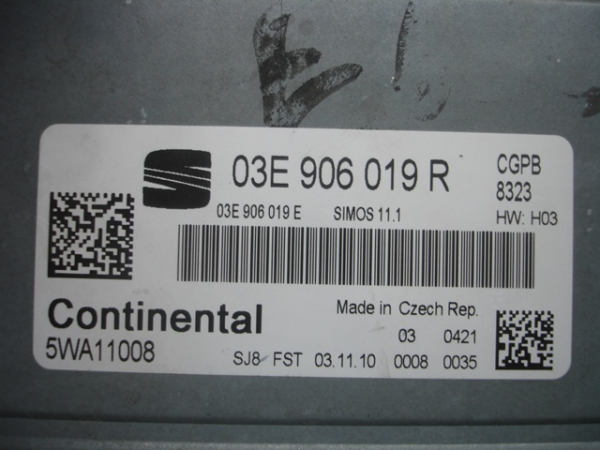 03E 906 019 R
CGPB
8323
HW: H03
03E 906 019 E SIMOS 11.1
Continental
5WA11008
Made in Czech Rep.
03 0421
SJ8 FST 03.11.10 0008 0035